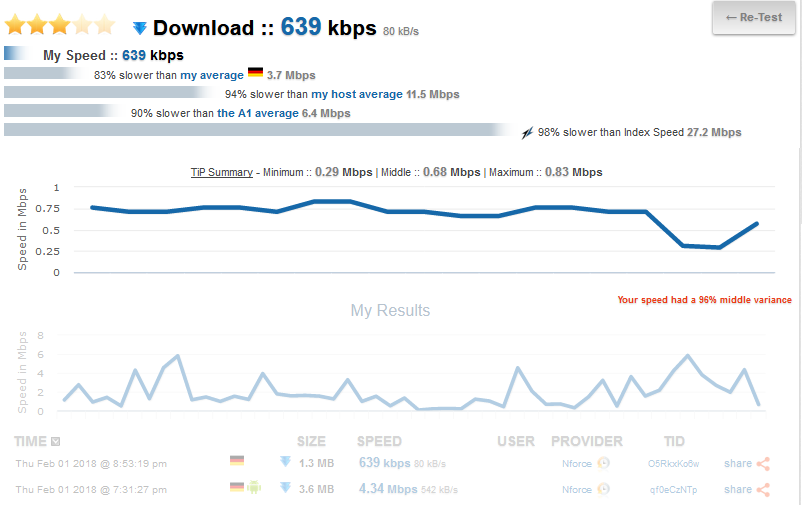 Download :: 639 kbps 80 kB/s
← Re-Test
My Speed :: 639 kbps
83% slower than my average 3.7 Mbps
94% slower than my host average 11.5 Mbps
90% slower than the A1 average 6.4 Mbps
98% slower than Index Speed 27.2 Mbps
TiP Summary - Minimum :: 0.29 Mbps | Middle :: 0.68 Mbps | Maximum :: 0.83 Mbps
Speed in Mbps
1
0.75
0.5
0.25
0
Your speed had a 96% middle variance
My Results
Speed in Mbps
8
6
4
2
0
TIME SIZE SPEED USER PROVIDER TID
Thu Feb 01 2018 @ 8:53:19 pm 1.3 MB 639 kbps 80 kB/s Nforce O5RkxKo6w share
Thu Feb 01 2018 @ 7:31:27 pm 3.6 MB 4.34 Mbps 542 kB/s Nforce qf0eCzNTp share